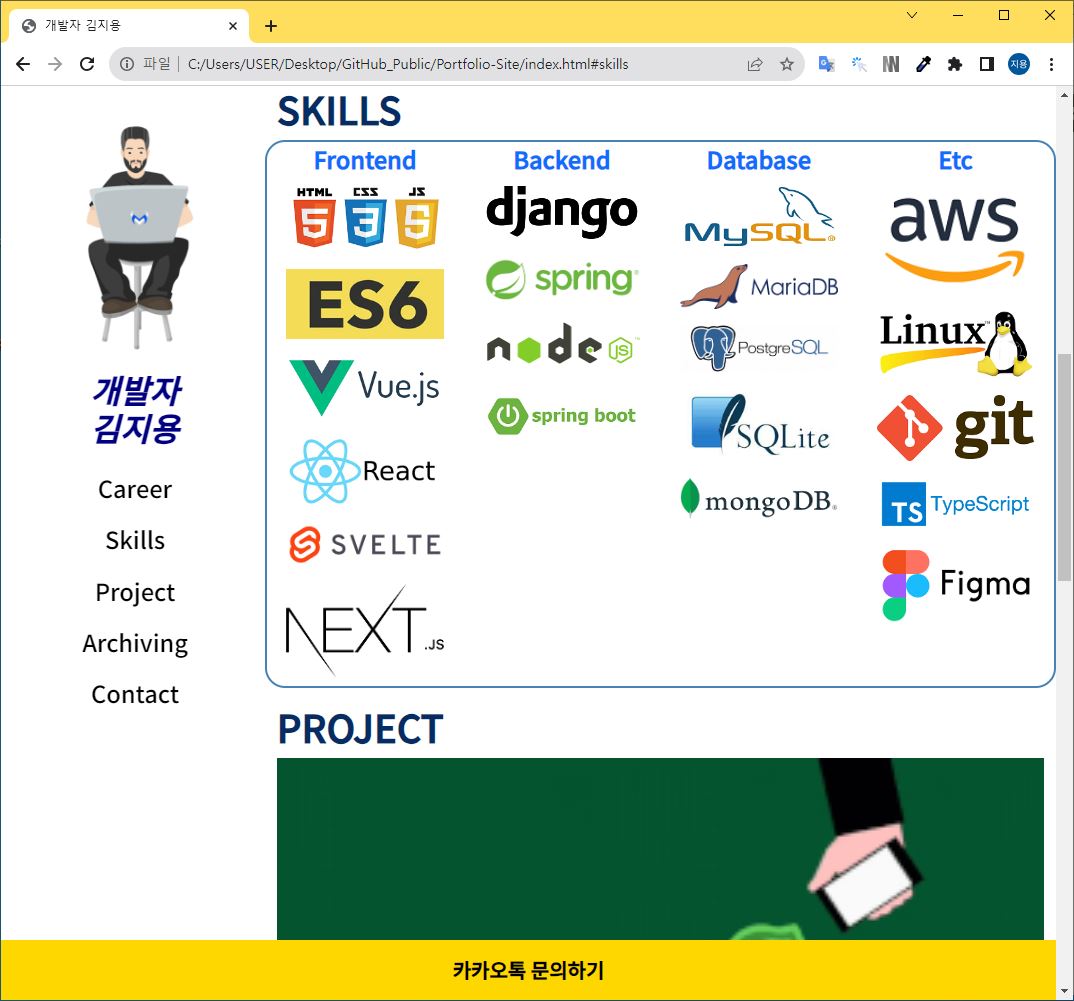 개발자 김지용
파일 | C:/Users/USER/Desktop/GitHub_Public/Portfolio-Site/index.html#skills
지용
개발자
김지용
Career
Skills
Project
Archiving
Contact
SKILLS
Frontend
HTML CSS JS
5 3 5
ES6
Vue.js
React
SVELTE
NEXT.JS
Backend
django
spring
node JS
spring boot
Database
MySQL
MariaDB
PostgreSQL
SQLite
mongoDB
Etc
aws
Linux
git
TS TypeScript
Figma
PROJECT
카카오톡 문의하기